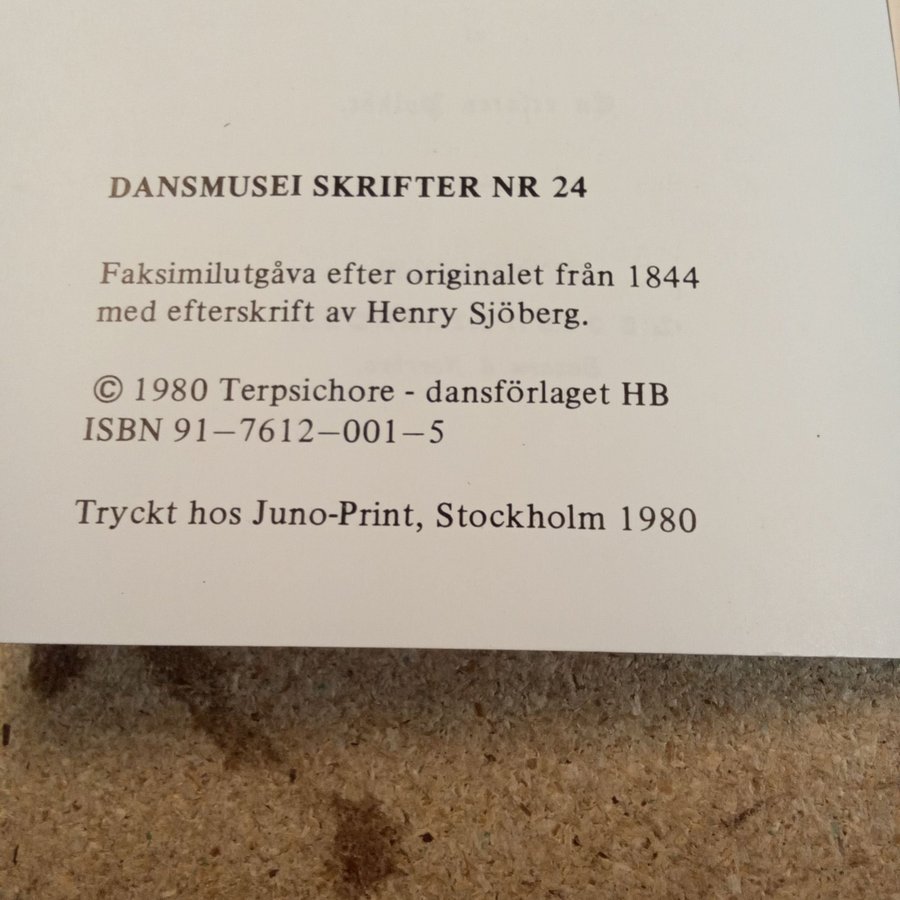 DANSMUSEI SKRIFTER NR 24
Faksimilutgåva efter originalet från 1844
med efterskrift av Henry Sjöberg.
© 1980 Terpsichore - dansförlaget HB
ISBN 91–7612–001–5
Tryckt hos Juno-Print, Stockholm 1980